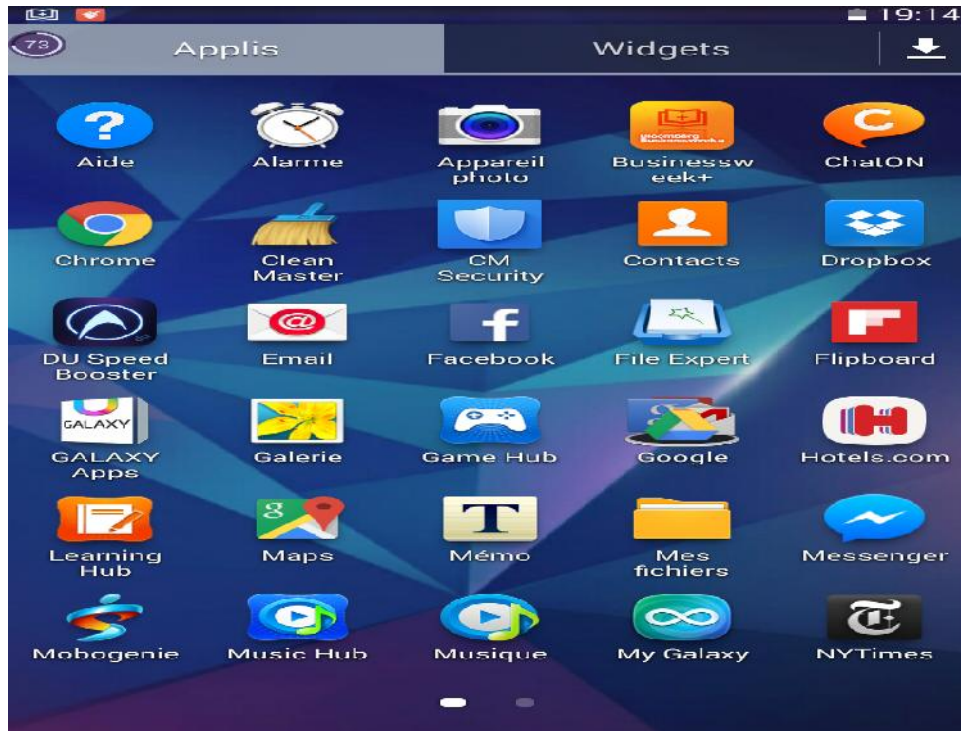 19:14
73 Applis Widgets
Aide Alarme Appareil photo Businessw eek+ ChatON
Bloomberg Businessweek+
Chrome Clean Master CM Security Contacts Dropbox
DU Speed Booster Email Facebook File Expert Flipboard
GALAXY
GALAXY Apps Galerie Game Hub Google Hotels.com
Learning Hub Maps Mémo Mes fichiers Messenger
Mobogenie Music Hub Musique My Galaxy NYTimes